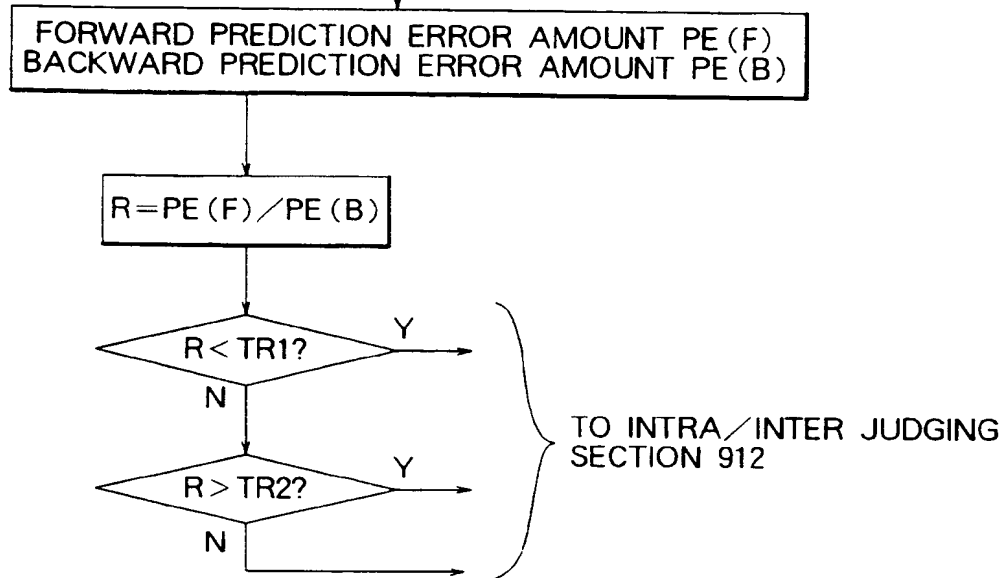 FORWARD PREDICTION ERROR AMOUNT PE(F)
BACKWARD PREDICTION ERROR AMOUNT PE(B)
R=PE(F)/PE(B)
R<TR1?
Y
N
R>TR2?
Y
N
TO INTRA/INTER JUDGING
SECTION 912